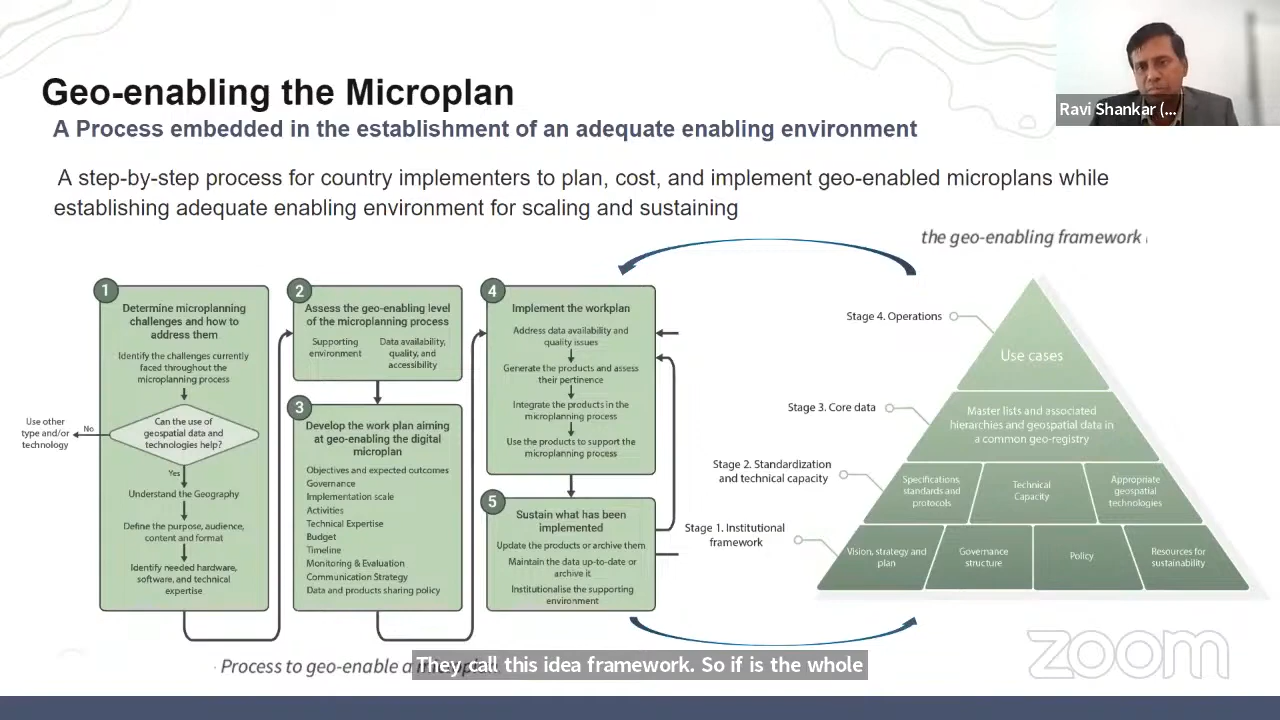 Geo-enabling the Microplan
A Process embedded in the establishment of an adequate enabling environment
A step-by-step process for country implementers to plan, cost, and implement geo-enabled microplans while
establishing adequate enabling environment for scaling and sustaining
Ravi Shankar (...
1
Determine microplanning
challenges and how to
address them
Identify the challenges currently
faced throughout the
microplanning process
Can the use of
geospatial data and
technologies help?
No
Use other
type and/or
technology
Yes
Understand the Geography
Define the purpose, audience,
content and format
Identify needed hardware,
software, and technical
expertise
2
Assess the geo-enabling level
of the microplanning process
Supporting
environment
Data availability,
quality, and
accessibility
3
Develop the work plan aiming
at geo-enabling the digital
microplan
Objectives and expected outcomes
Governance
Implementation scale
Activities
Technical Expertise
Budget
Timeline
Monitoring & Evaluation
Communication Strategy
Data and products sharing policy
4
Implement the workplan
Address data availability and
quality issues
Generate the products and assess
their pertinence
Integrate the products in the
microplanning process
Use the products to support the
microplanning process
5
Sustain what has been
implemented
Update the products or archive them
Maintain the data up-to-date or
archive it
Institutionalise the supporting
environment
the geo-enabling framework
Stage 4. Operations
Use cases
Stage 3. Core data
Master lists and associated
hierarchies and geospatial data in
a common geo-registry
Stage 2. Standardization
and technical capacity
Specifications,
standards and
protocols
Technical
Capacity
Appropriate
geospatial
technologies
Stage 1. Institutional
framework
Vision, strategy and
plan
Governance
structure
Policy
Resources for
sustainability
Process to geo-enable a
They call this idea framework. So if is the whole
zoom